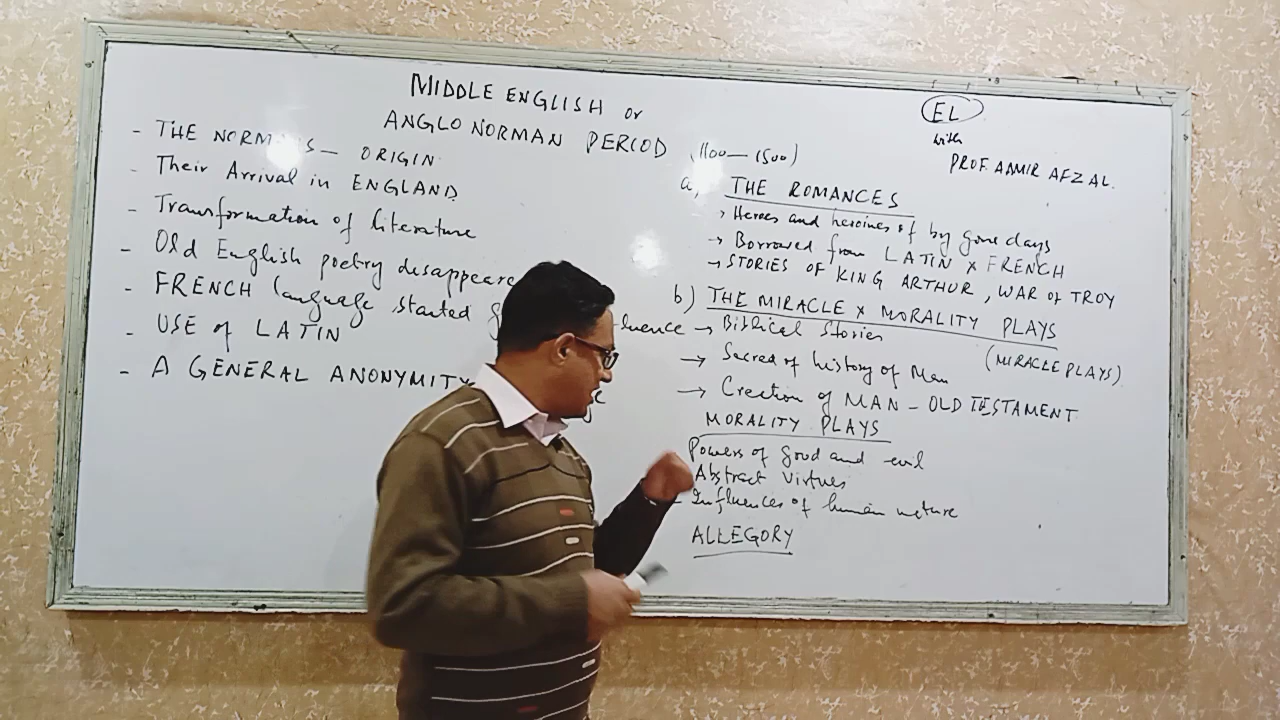 MIDDLE ENGLISH or
ANGLO NORMAN PERIOD (1100 — 1500)
EL
with
PROF. AAMIR AFZAL.
- THE — ORIGIN
- Their Arrival in ENGLAND
- Transformation of literature
- Old English poetry
- FRENCH language started
- USE of LATIN
- A GENERAL ANONYMITY
a, THE ROMANCES
→ Heroes and heroines of by gone days
→ Borrowed from LATIN x FRENCH
→ STORIES OF KING ARTHUR, WAR of TROY
b) THE MIRACLE x MORALITY PLAYS
→ Biblical Stories
(MIRACLE PLAYS)
→ Sacred of history of Man
→ Creation of MAN - OLD TESTAMENT
MORALITY PLAYS
Powers of Good and evil
Abstract Virtues
Influences of human nature
ALLEGORY